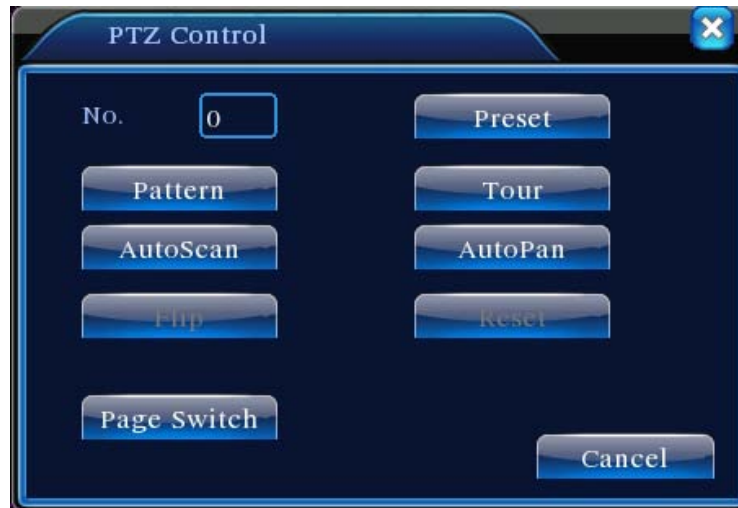 PTZ Control
No. 0 Preset
Pattern Tour
AutoScan AutoPan
Flip Reset
Page Switch
Cancel